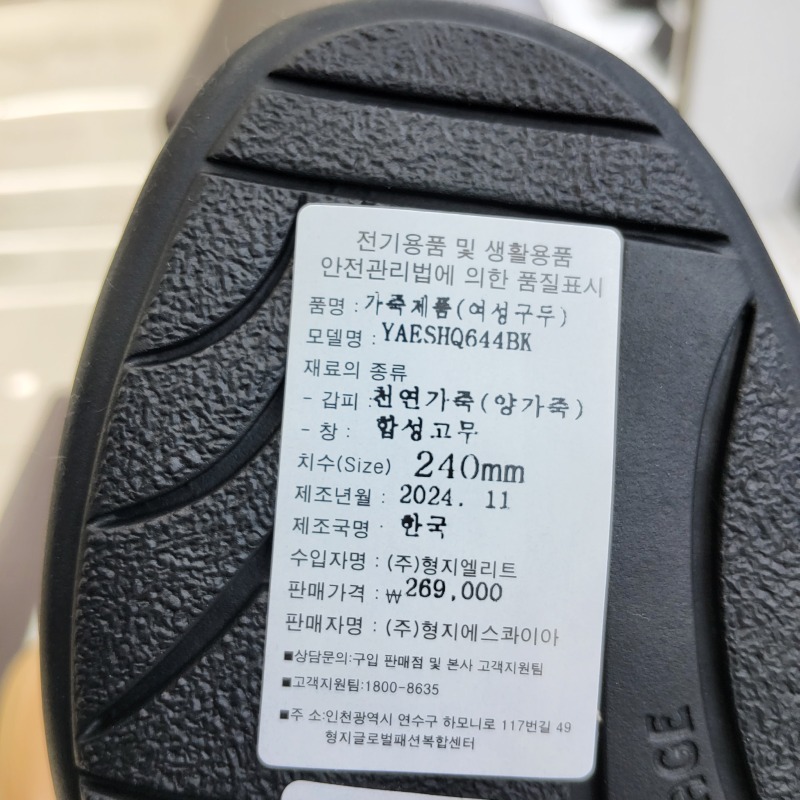 전기용품 및 생활용품
안전관리법에 의한 품질표시
품명 : 가죽제품(여성구두)
모델명 : YAESHQ644BK
재료의 종류
- 갑피 : 천연가죽(양가죽)
- 창 : 합성고무
치수(Size) 240mm
제조년월 : 2024. 11
제조국명 : 한국
수입자명 : (주)형지엘리트
판매가격 : ₩269,000
판매자명 : (주)형지에스콰이아
■상담문의:구입 판매점 및 본사 고객지원팀
■고객지원팀:1800-8635
■주 소:인천광역시 연수구 하모니로 117번길 49
형지글로벌패션복합센터